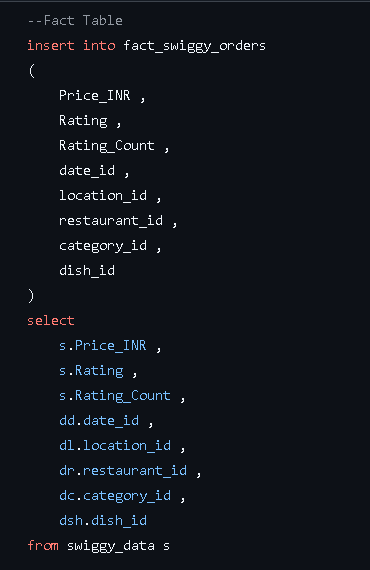 --Fact Table
insert into fact_swiggy_orders
(
    Price_INR ,
    Rating ,
    Rating_Count ,
    date_id ,
    location_id ,
    restaurant_id ,
    category_id ,
    dish_id
)
select
    s.Price_INR ,
    s.Rating ,
    s.Rating_Count ,
    dd.date_id ,
    dl.location_id ,
    dr.restaurant_id ,
    dc.category_id ,
    dsh.dish_id
from swiggy_data s